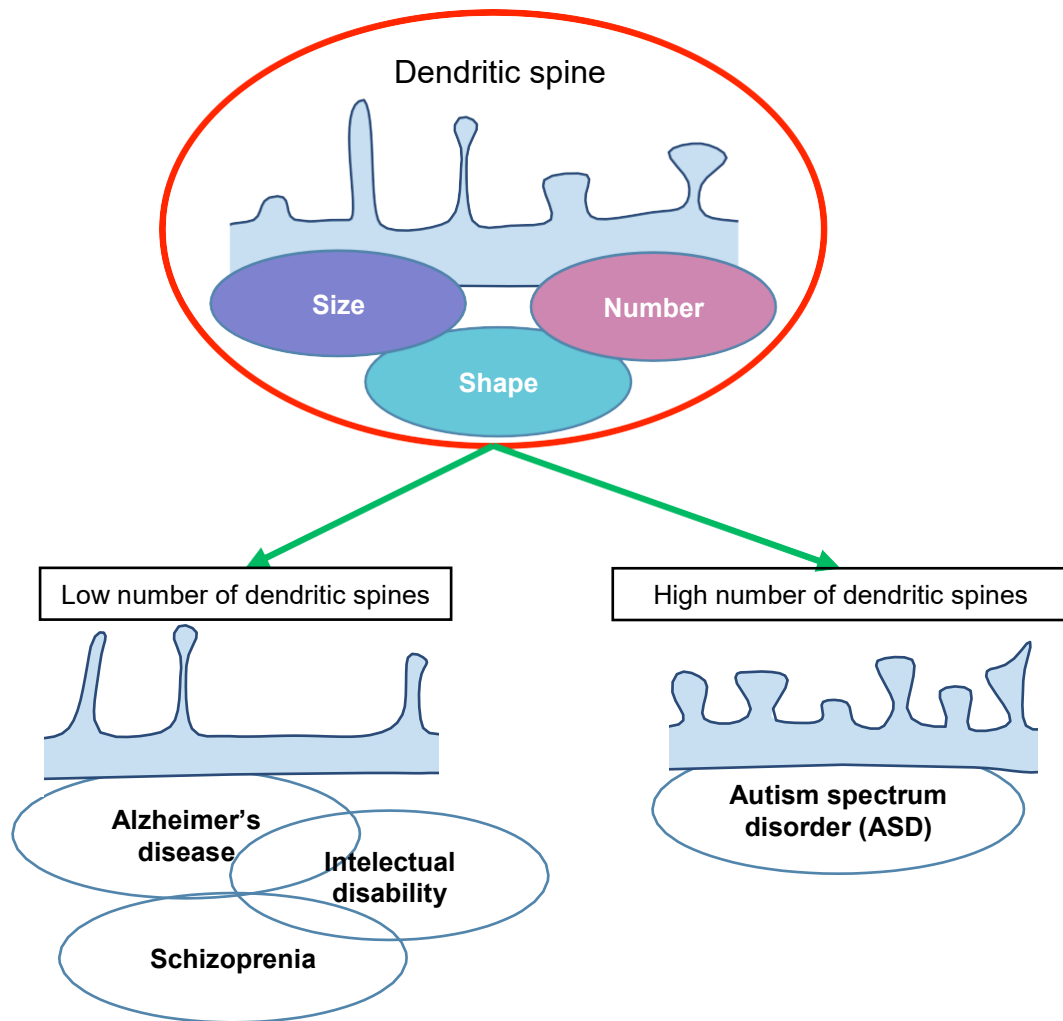 Dendritic spine
Size
Number
Shape
Low number of dendritic spines
High number of dendritic spines
Alzheimer’s
disease
Intelectual
disability
Schizoprenia
Autism spectrum
disorder (ASD)